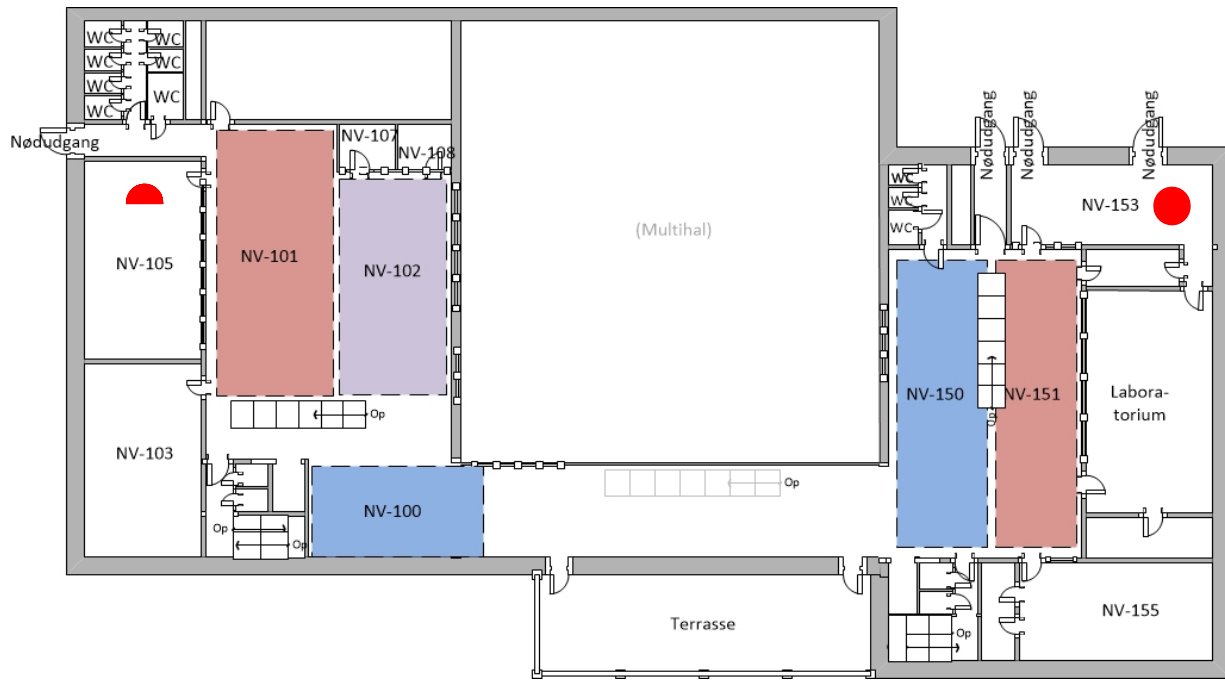 WC
WC
WC
WC
WC
WC
WC
Nødudgang
NV-107
NV-108
NV-105
NV-101
NV-102
NV-103
Op
NV-100
Op
Op
(Multihal)
Op
Terrasse
Nødudgang
Nødudgang
Nødudgang
WC
WC
WC
NV-153
NV-150
NV-151
Op
Labora-
torium
Op
NV-155